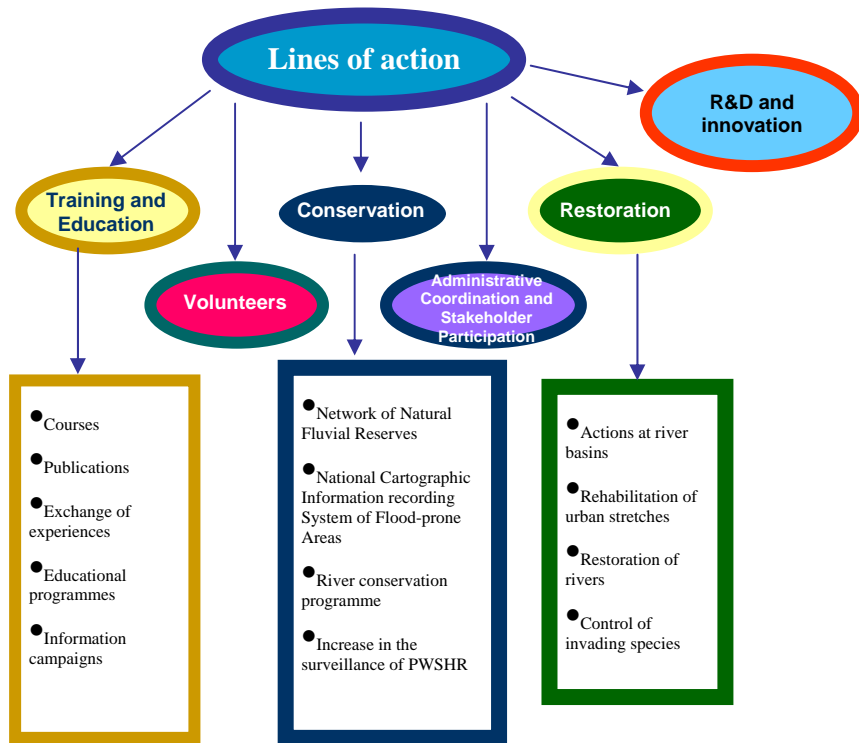 Lines of action
R&D and
innovation
Training and
Education
Conservation
Restoration
Volunteers
Administrative
Coordination and
Stakeholder
Participation
●Courses
●Publications
●Exchange of
experiences
●Educational
programmes
●Information
campaigns
●Network of Natural
Fluvial Reserves
●National Cartographic
Information recording
System of Flood-prone
Areas
●River conservation
programme
●Increase in the
surveillance of PWSHR
●Actions at river
basins
●Rehabilitation of
urban stretches
●Restoration of
rivers
●Control of
invading species